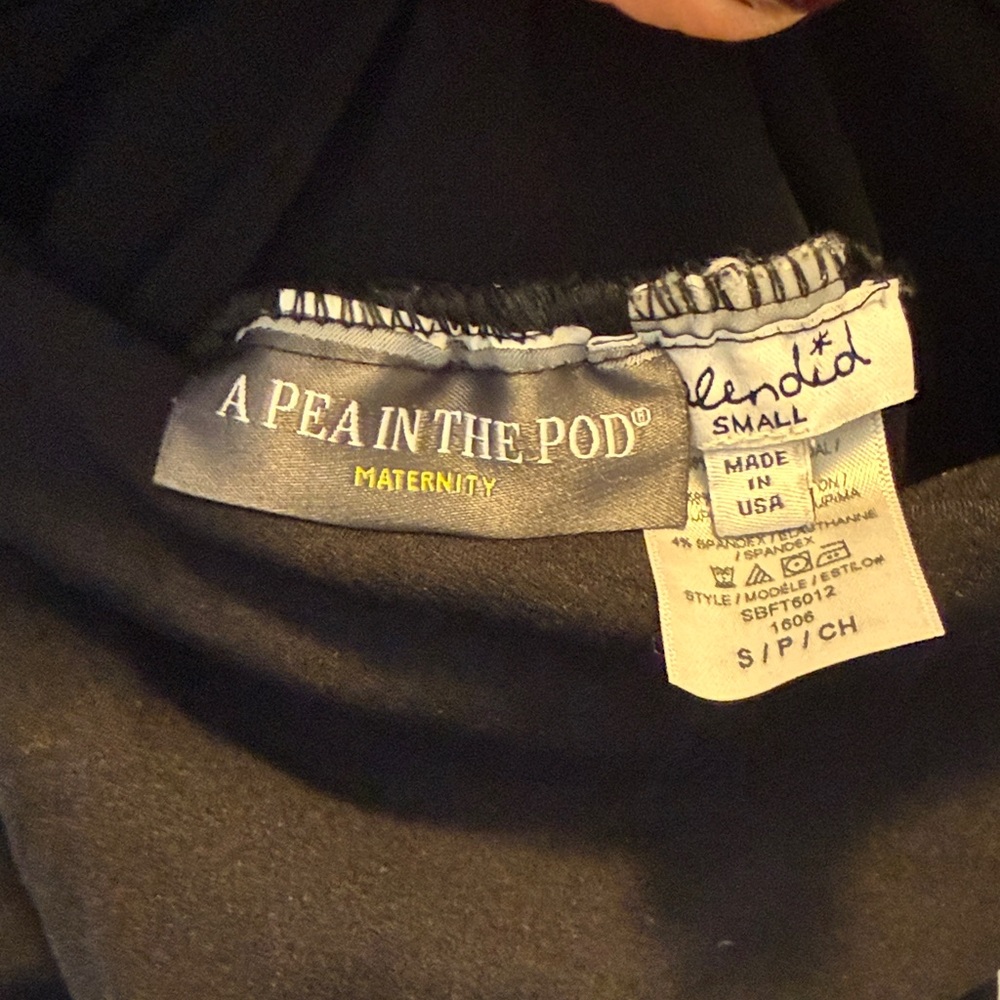 A PEA IN THE POD®
MATERNITY
lendid
SMALL
MADE
IN
USA
4% SPANDEX / ELASTHANNE
/ SPANDEX
STYLE / MODÈLE / ESTILO#
SBFT6012
1606
S / P / CH